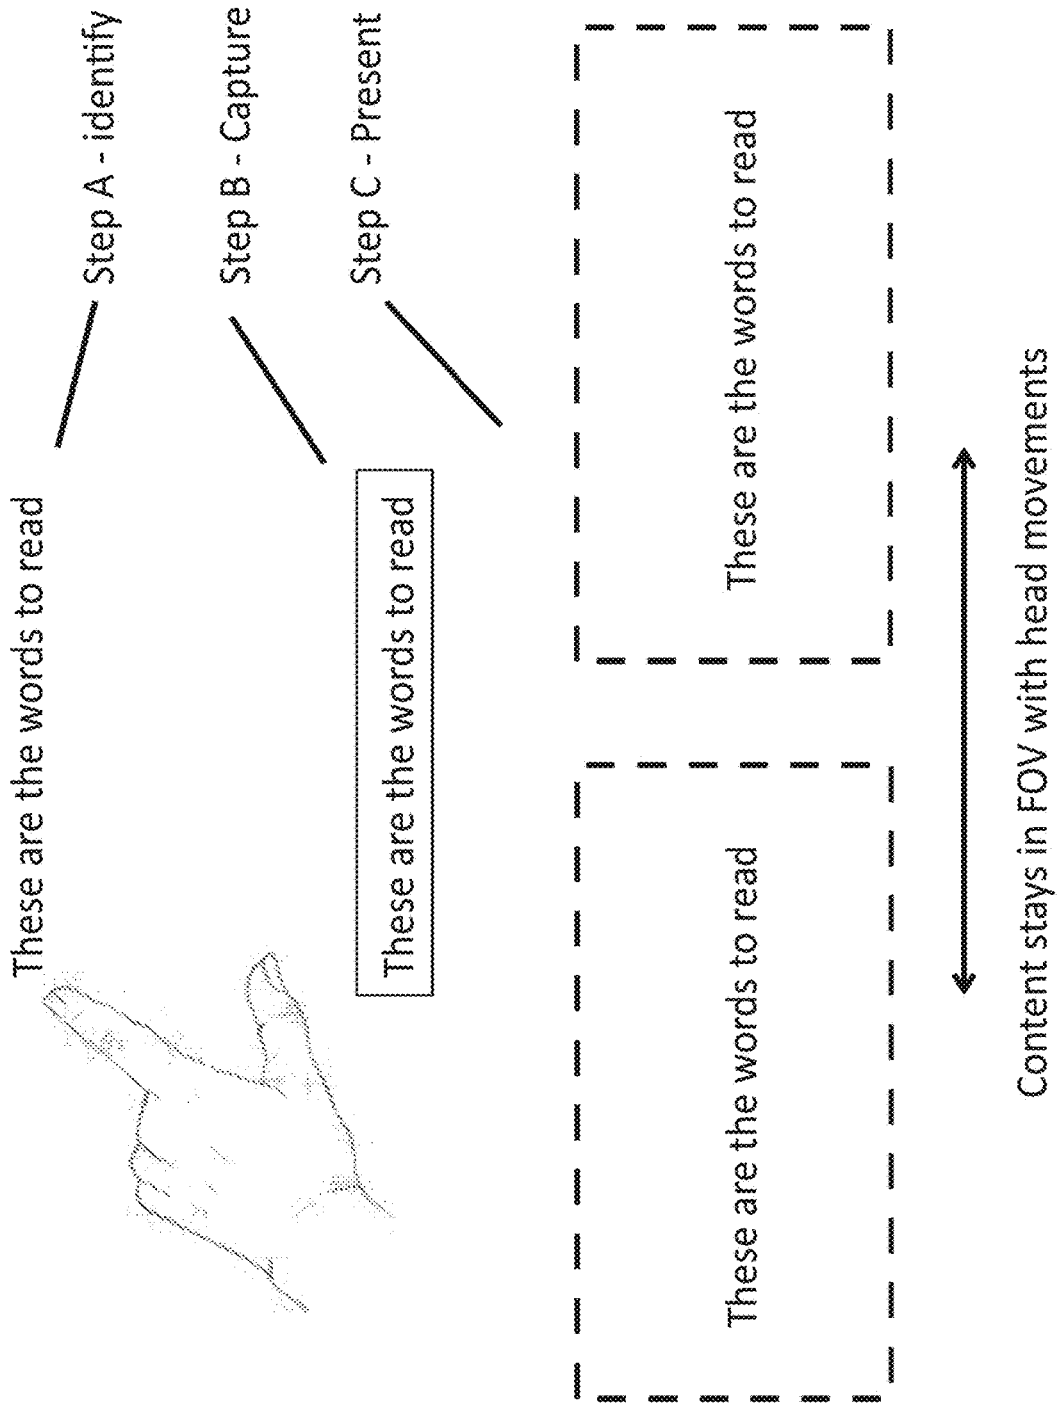 These are the words to read
Step A - identify
These are the words to read
Step B - Capture
Step C - Present
These are the words to read
These are the words to read
Content stays in FOV with head movements